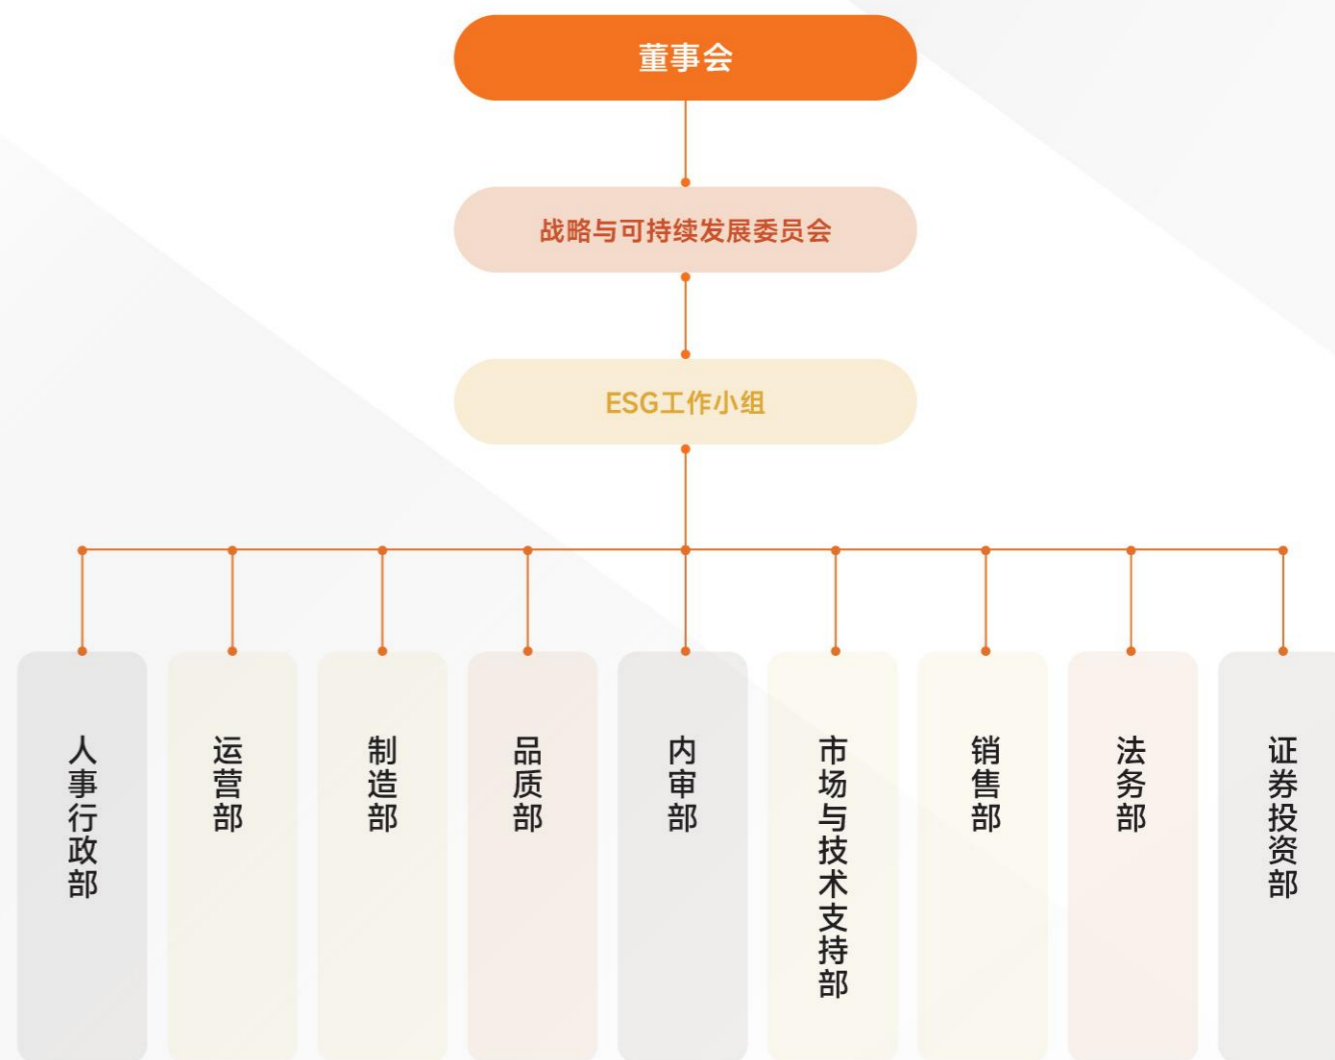 董事会
战略与可持续发展委员会
ESG工作小组
人事行政部
运营部
制造部
品质部
内审部
市场与技术支持部
销售部
法务部
证券投资部